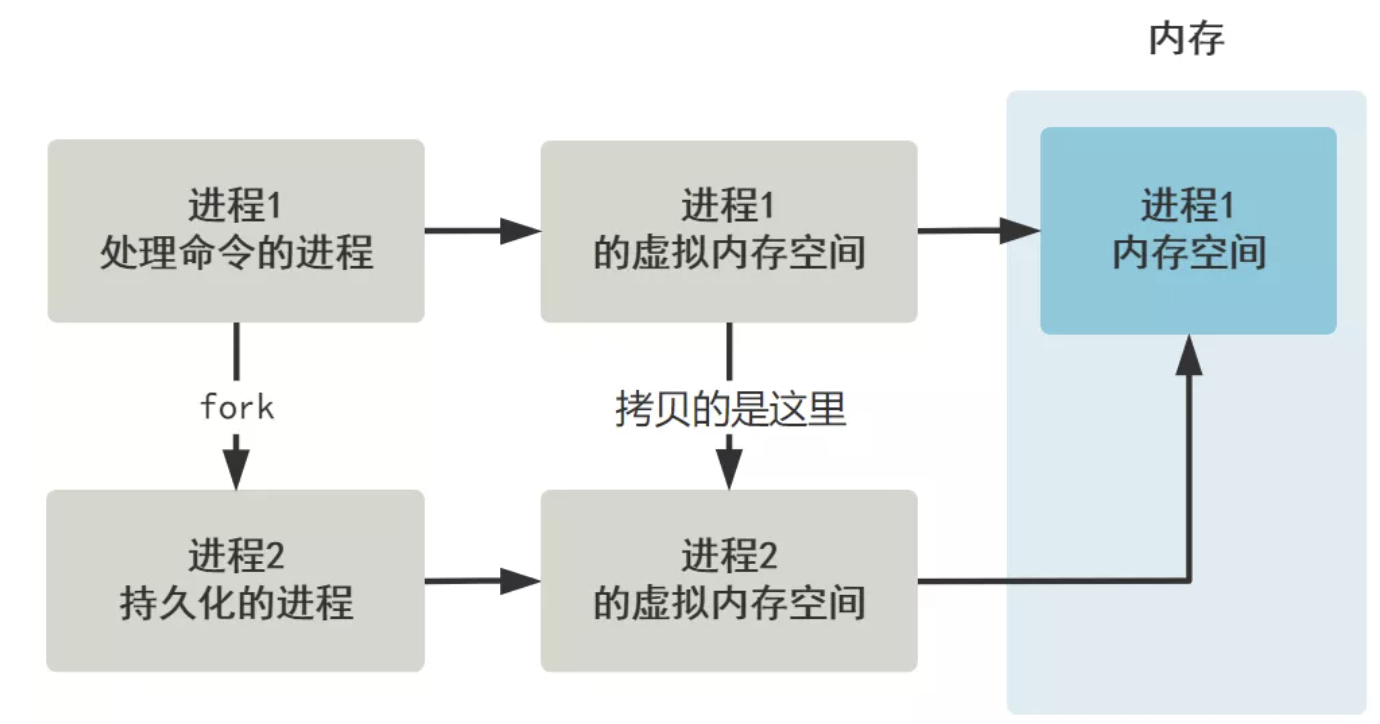 内存
进程1
处理命令的进程
进程1
的虚拟内存空间
进程1
内存空间
fork
拷贝的是这里
进程2
持久化的进程
进程2
的虚拟内存空间